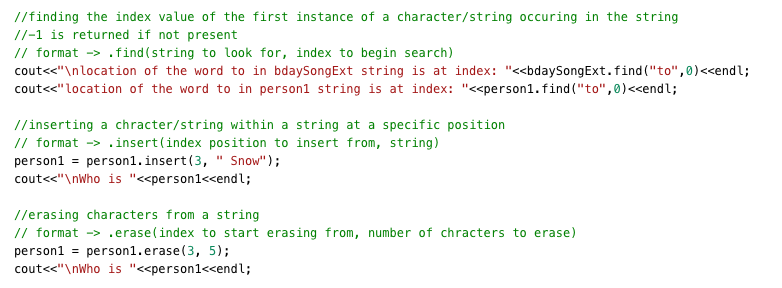 //finding the index value of the first instance of a character/string occuring in the string
//-1 is returned if not present
// format -> .find(string to look for, index to begin search)
cout<<"\nlocation of the word to in bdaySongExt string is at index: "<<bdaySongExt.find("to",0)<<endl;
cout<<"location of the word to in person1 string is at index: "<<person1.find("to",0)<<endl;
//inserting a chracter/string within a string at a specific position
// format -> .insert(index position to insert from, string)
person1 = person1.insert(3, " Snow");
cout<<"\nWho is "<<person1<<endl;
//erasing characters from a string
// format -> .erase(index to start erasing from, number of chracters to erase)
person1 = person1.erase(3, 5);
cout<<"\nWho is "<<person1<<endl;